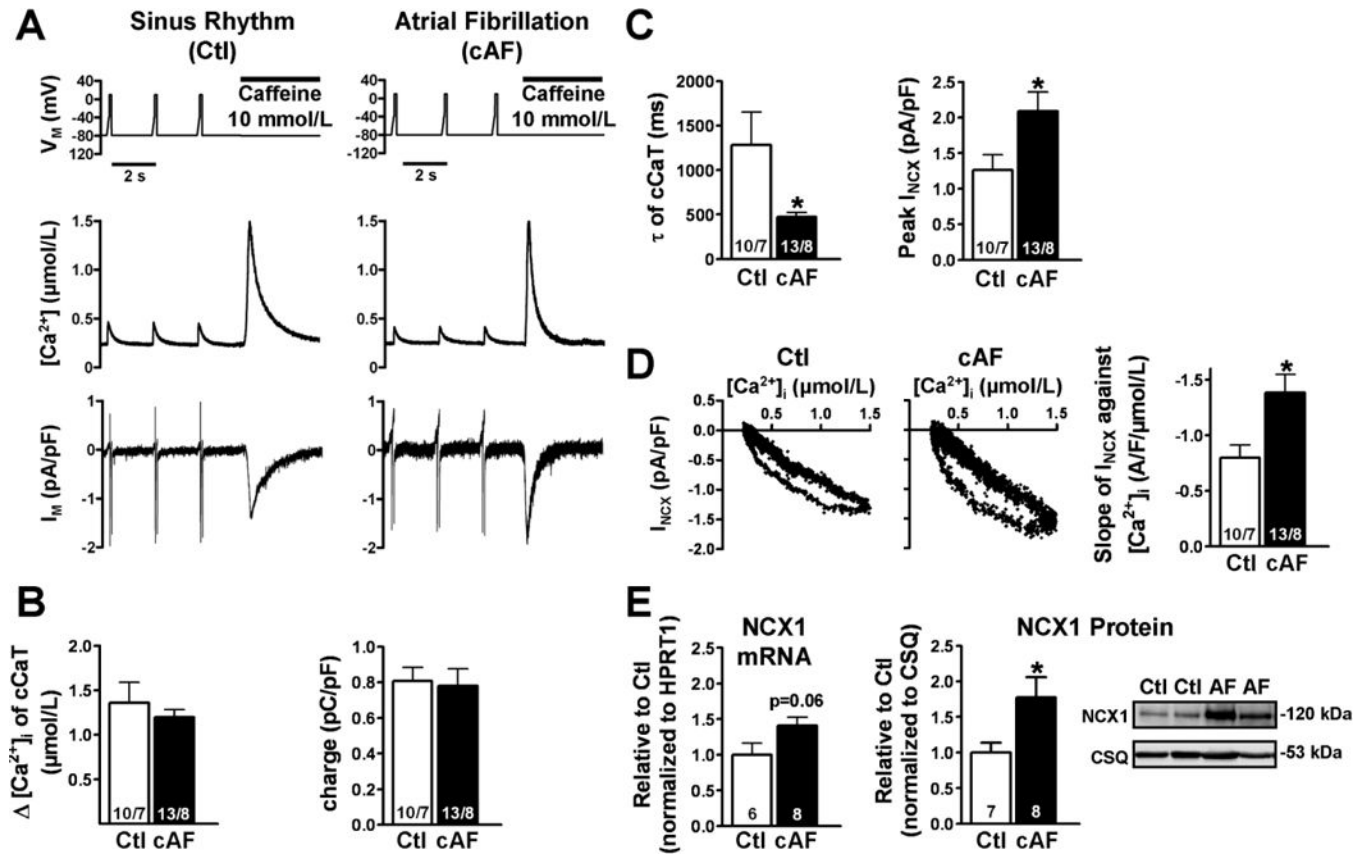 A
Sinus Rhythm
(Ctl)
Atrial Fibrillation
(cAF)
V_M (mV)
40
0
-40
-80
120
Caffeine
10 mmol/L
2 s
40
0
-40
-80
-120
Caffeine
10 mmol/L
2 s
[Ca²⁺] (µmol/L)
1.5
1.0
0.5
0
1.5
1.0
0.5
0
I_M (pA/pF)
1
0
-1
-2
1
0
-1
-2
B
Δ [Ca²⁺]_i of cCaT
(µmol/L)
2.0
1.5
1.0
0.5
0.0
10/7
13/8
Ctl cAF
charge (pC/pF)
1.0
0.8
0.6
0.4
0.2
0.0
10/7
13/8
Ctl cAF
C
τ of cCaT (ms)
2000
1500
1000
500
0
*
10/7
13/8
Ctl cAF
Peak I_NCX (pA/pF)
2.5
2.0
1.5
1.0
0.5
0.0
*
10/7
13/8
Ctl cAF
D
Ctl
[Ca²⁺]_i (µmol/L)
0.5 1.0 1.5
I_NCX (pA/pF)
0.0
-0.5
-1.0
-1.5
-2.0
cAF
[Ca²⁺]_i (µmol/L)
0.5 1.0 1.5
Slope of I_NCX against
[Ca²⁺]_i (A/F/µmol/L)
-1.5
-1.0
-0.5
0.0
*
10/7
13/8
Ctl cAF
E
NCX1
mRNA
Relative to Ctl
(normalized to HPRT1)
2.0
1.5
1.0
0.5
0.0
p=0.06
6
8
Ctl cAF
NCX1 Protein
Relative to Ctl
(normalized to CSQ)
2.5
2.0
1.5
1.0
0.5
0.0
*
7
8
Ctl cAF
Ctl Ctl AF AF
NCX1
-120 kDa
CSQ
-53 kDa